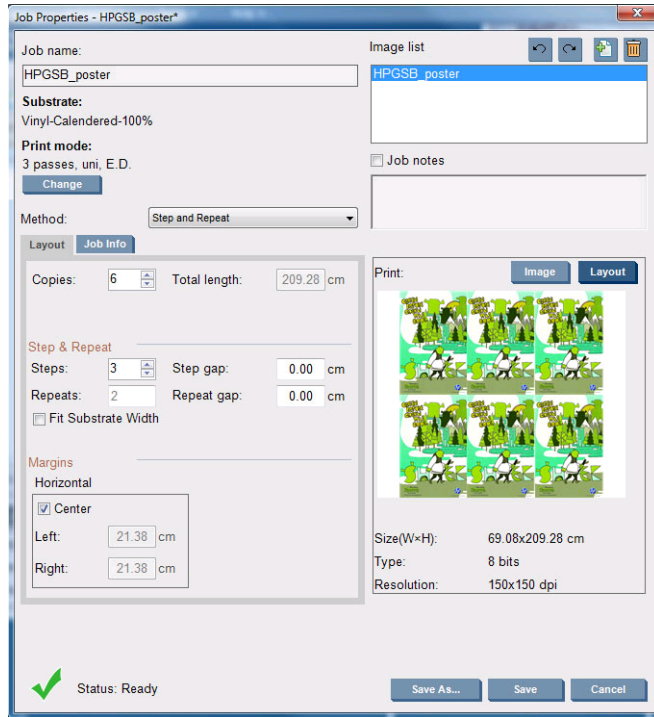 Job Properties - HPGSB_poster*
Job name:
HPGSB_poster
Substrate:
Vinyl-Calendered-100%
Print mode:
3 passes, uni, E.D.
Change
Method: Step and Repeat
Layout Job Info
Copies: 6 Total length: 209.28 cm
Step & Repeat
Steps: 3 Step gap: 0.00 cm
Repeats: 2 Repeat gap: 0.00 cm
Fit Substrate Width
Margins
Horizontal
Center
Left: 21.38 cm
Right: 21.38 cm
Image list
HPGSB_poster
Job notes
Print: Image Layout
Size(W×H): 69.08x209.28 cm
Type: 8 bits
Resolution: 150x150 dpi
Status: Ready
Save As... Save Cancel